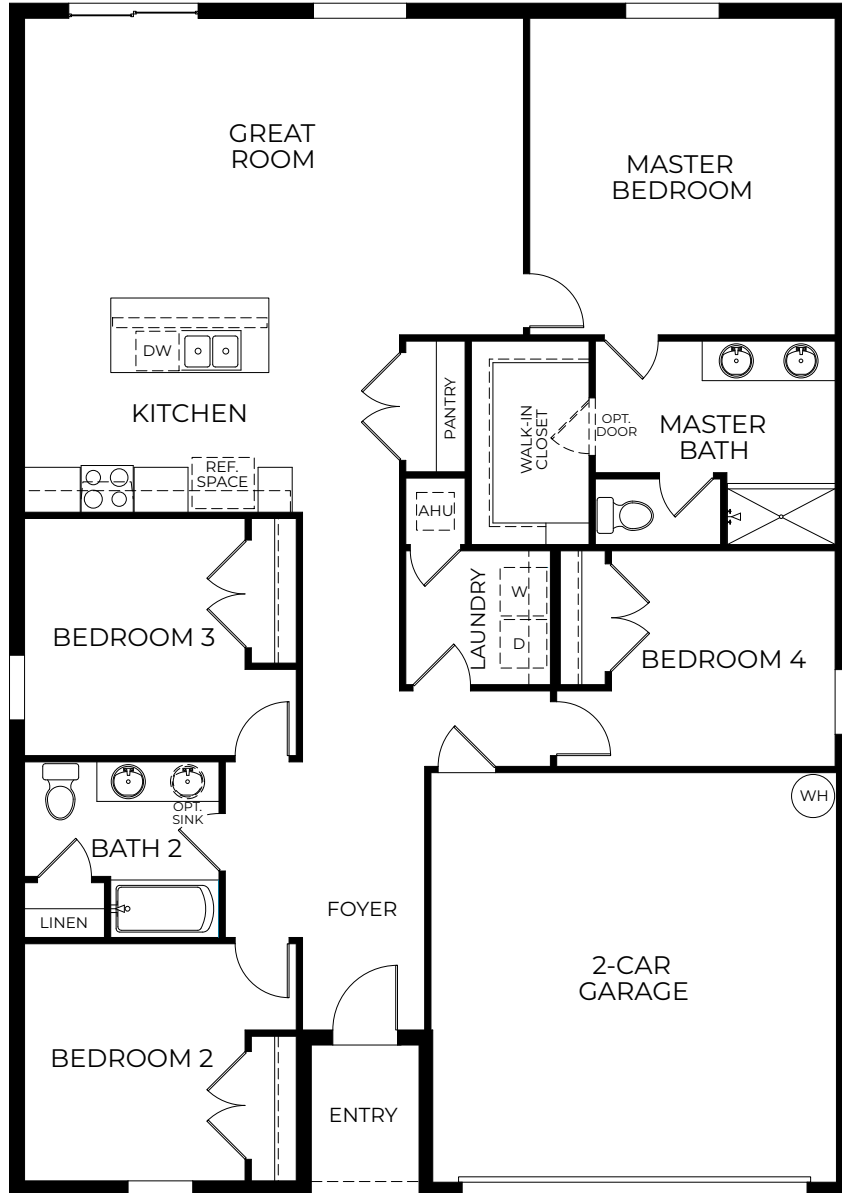 GREAT
ROOM
MASTER
BEDROOM
DW
KITCHEN
PANTRY
WALK-IN
CLOSET
OPT.
DOOR
MASTER
BATH
REF.
SPACE
AHU
LAUNDRY
W
D
BEDROOM 3
BEDROOM 4
OPT.
SINK
WH
BATH 2
LINEN
FOYER
2-CAR
GARAGE
BEDROOM 2
ENTRY